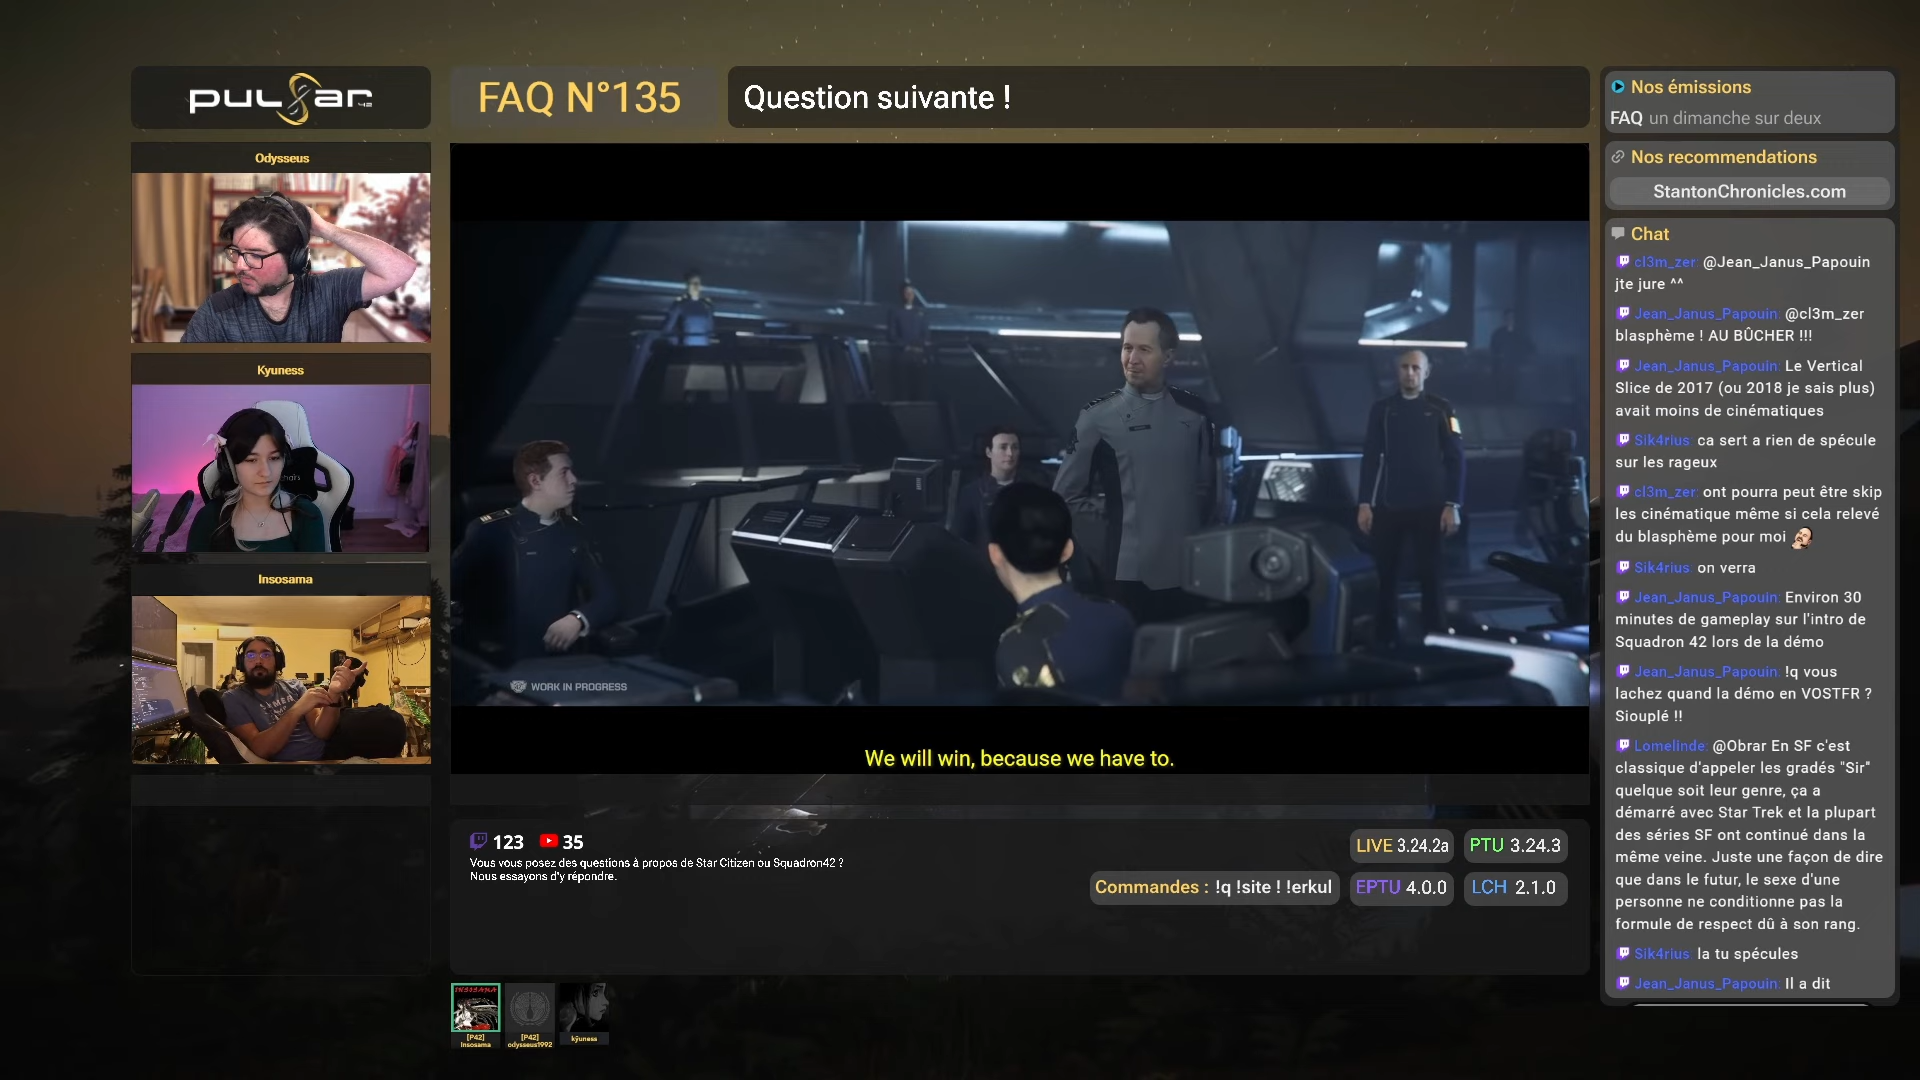 pulsar
42
FAQ N°135
Question suivante !
Odysseus
Kyuness
Insosama
WORK IN PROGRESS
We will win, because we have to.
123
35
Vous vous posez des questions à propos de Star Citizen ou Squadron42 ?
Nous essayons d'y répondre.
LIVE 3.24.2a
PTU 3.24.3
Commandes : !q !site ! !erkul
EPTU 4.0.0
LCH 2.1.0
INSOSAMA
[P42]
Insosama
[P42]
odysseus1992
kÿuness
Nos émissions
FAQ un dimanche sur deux
Nos recommendations
StantonChronicles.com
Chat
cl3m_zer: @Jean_Janus_Papouin
jte jure ^^
Jean_Janus_Papouin: @cl3m_zer
blasphème ! AU BÛCHER !!!
Jean_Janus_Papouin: Le Vertical
Slice de 2017 (ou 2018 je sais plus)
avait moins de cinématiques
Sik4rius: ca sert a rien de spécule
sur les rageux
cl3m_zer: ont pourra peut être skip
les cinématique même si cela relevé
du blasphème pour moi
Sik4rius: on verra
Jean_Janus_Papouin: Environ 30
minutes de gameplay sur l'intro de
Squadron 42 lors de la démo
Jean_Janus_Papouin: !q vous
lachez quand la démo en VOSTFR ?
Siouplé !!
Lomelinde: @Obrar En SF c'est
classique d'appeler les gradés "Sir"
quelque soit leur genre, ça a
démarré avec Star Trek et la plupart
des séries SF ont continué dans la
même veine. Juste une façon de dire
que dans le futur, le sexe d'une
personne ne conditionne pas la
formule de respect dû à son rang.
Sik4rius: la tu spécules
Jean_Janus_Papouin: Il a dit